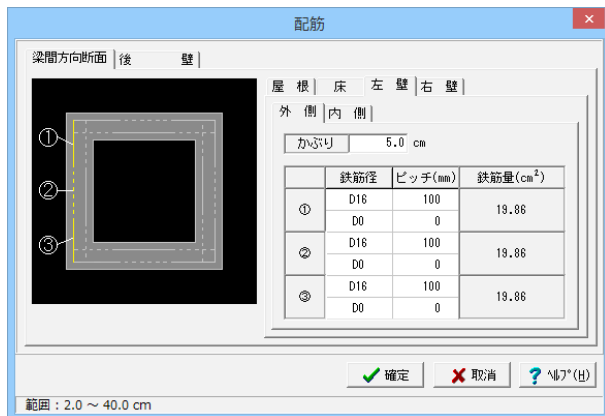 配筋
×
梁間方向断面 後 壁
屋 根 床 左 壁 右 壁
外 側 内 側
かぶり 5.0 cm
鉄筋径 ピッチ(mm) 鉄筋量(cm²)
① D16 100 19.86
D0 0
② D16 100 19.86
D0 0
③ D16 100 19.86
D0 0
①
②
③
確定 取消 ? ﾍﾙﾌﾟ(H)
範囲：2.0 ～ 40.0 cm